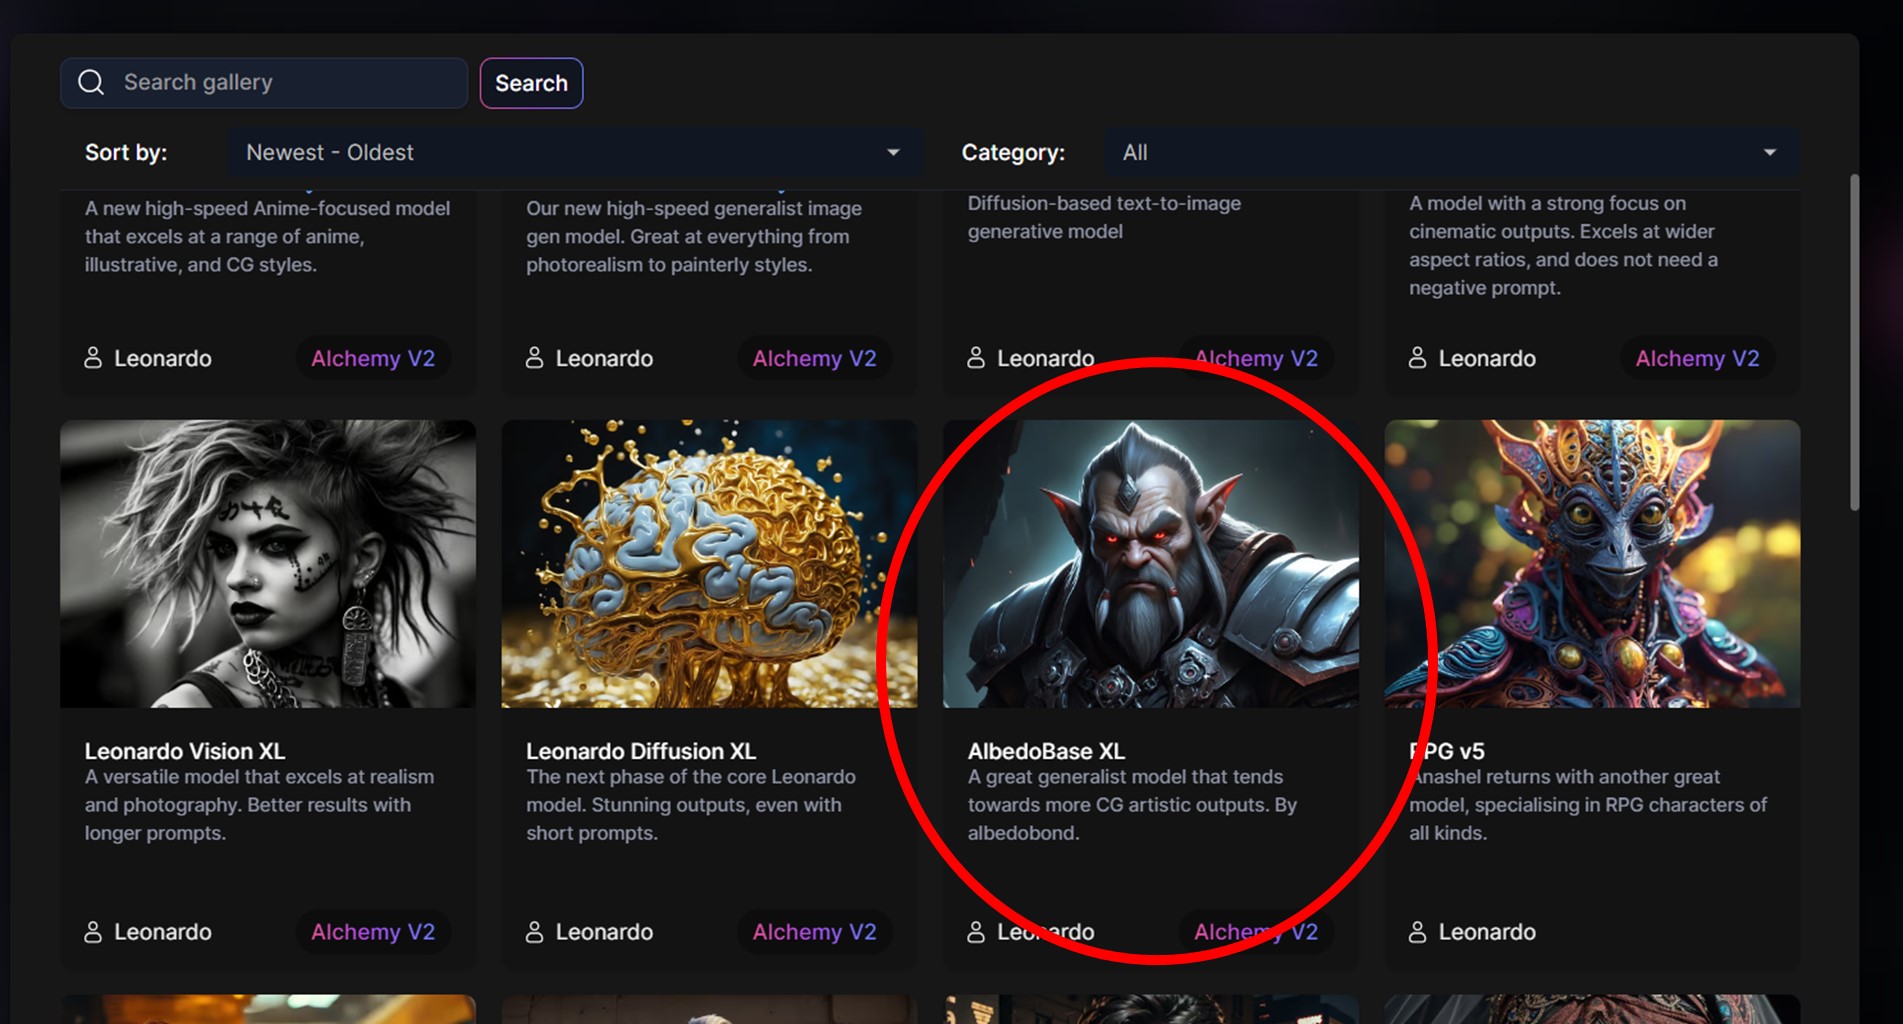 Search gallery
Search
Sort by:
Newest - Oldest
Category:
All
A new high-speed Anime-focused model
that excels at a range of anime,
illustrative, and CG styles.
Leonardo
Alchemy V2
Our new high-speed generalist image
gen model. Great at everything from
photorealism to painterly styles.
Leonardo
Alchemy V2
Diffusion-based text-to-image
generative model
Leonardo
Alchemy V2
A model with a strong focus on
cinematic outputs. Excels at wider
aspect ratios, and does not need a
negative prompt.
Leonardo
Alchemy V2
Leonardo Vision XL
A versatile model that excels at realism
and photography. Better results with
longer prompts.
Leonardo
Alchemy V2
Leonardo Diffusion XL
The next phase of the core Leonardo
model. Stunning outputs, even with
short prompts.
Leonardo
Alchemy V2
AlbedoBase XL
A great generalist model that tends
towards more CG artistic outputs. By
albedobond.
Leonardo
Alchemy V2
RPG v5
Anashel returns with another great
model, specialising in RPG characters of
all kinds.
Leonardo